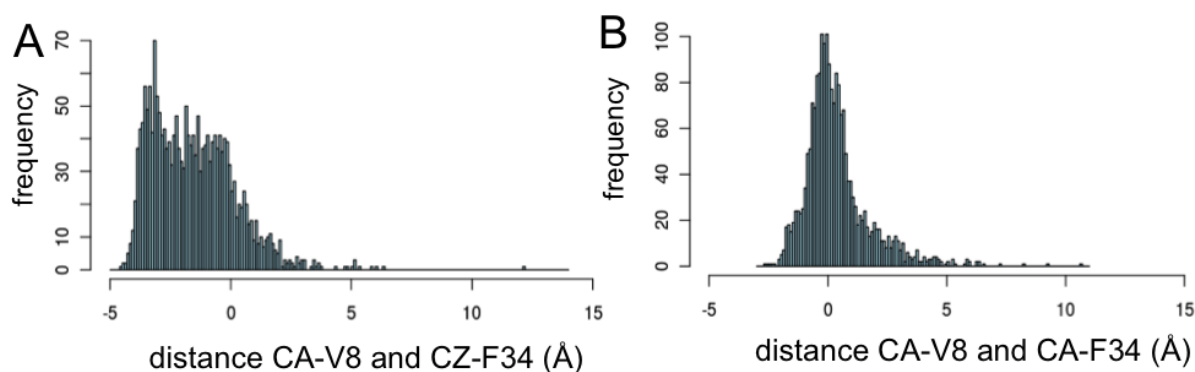 A
frequency
70
50
30
10
0
-5 0 5 10 15
distance CA-V8 and CZ-F34 (Å)
B
frequency
100
80
60
40
20
0
-5 0 5 10 15
distance CA-V8 and CA-F34 (Å)